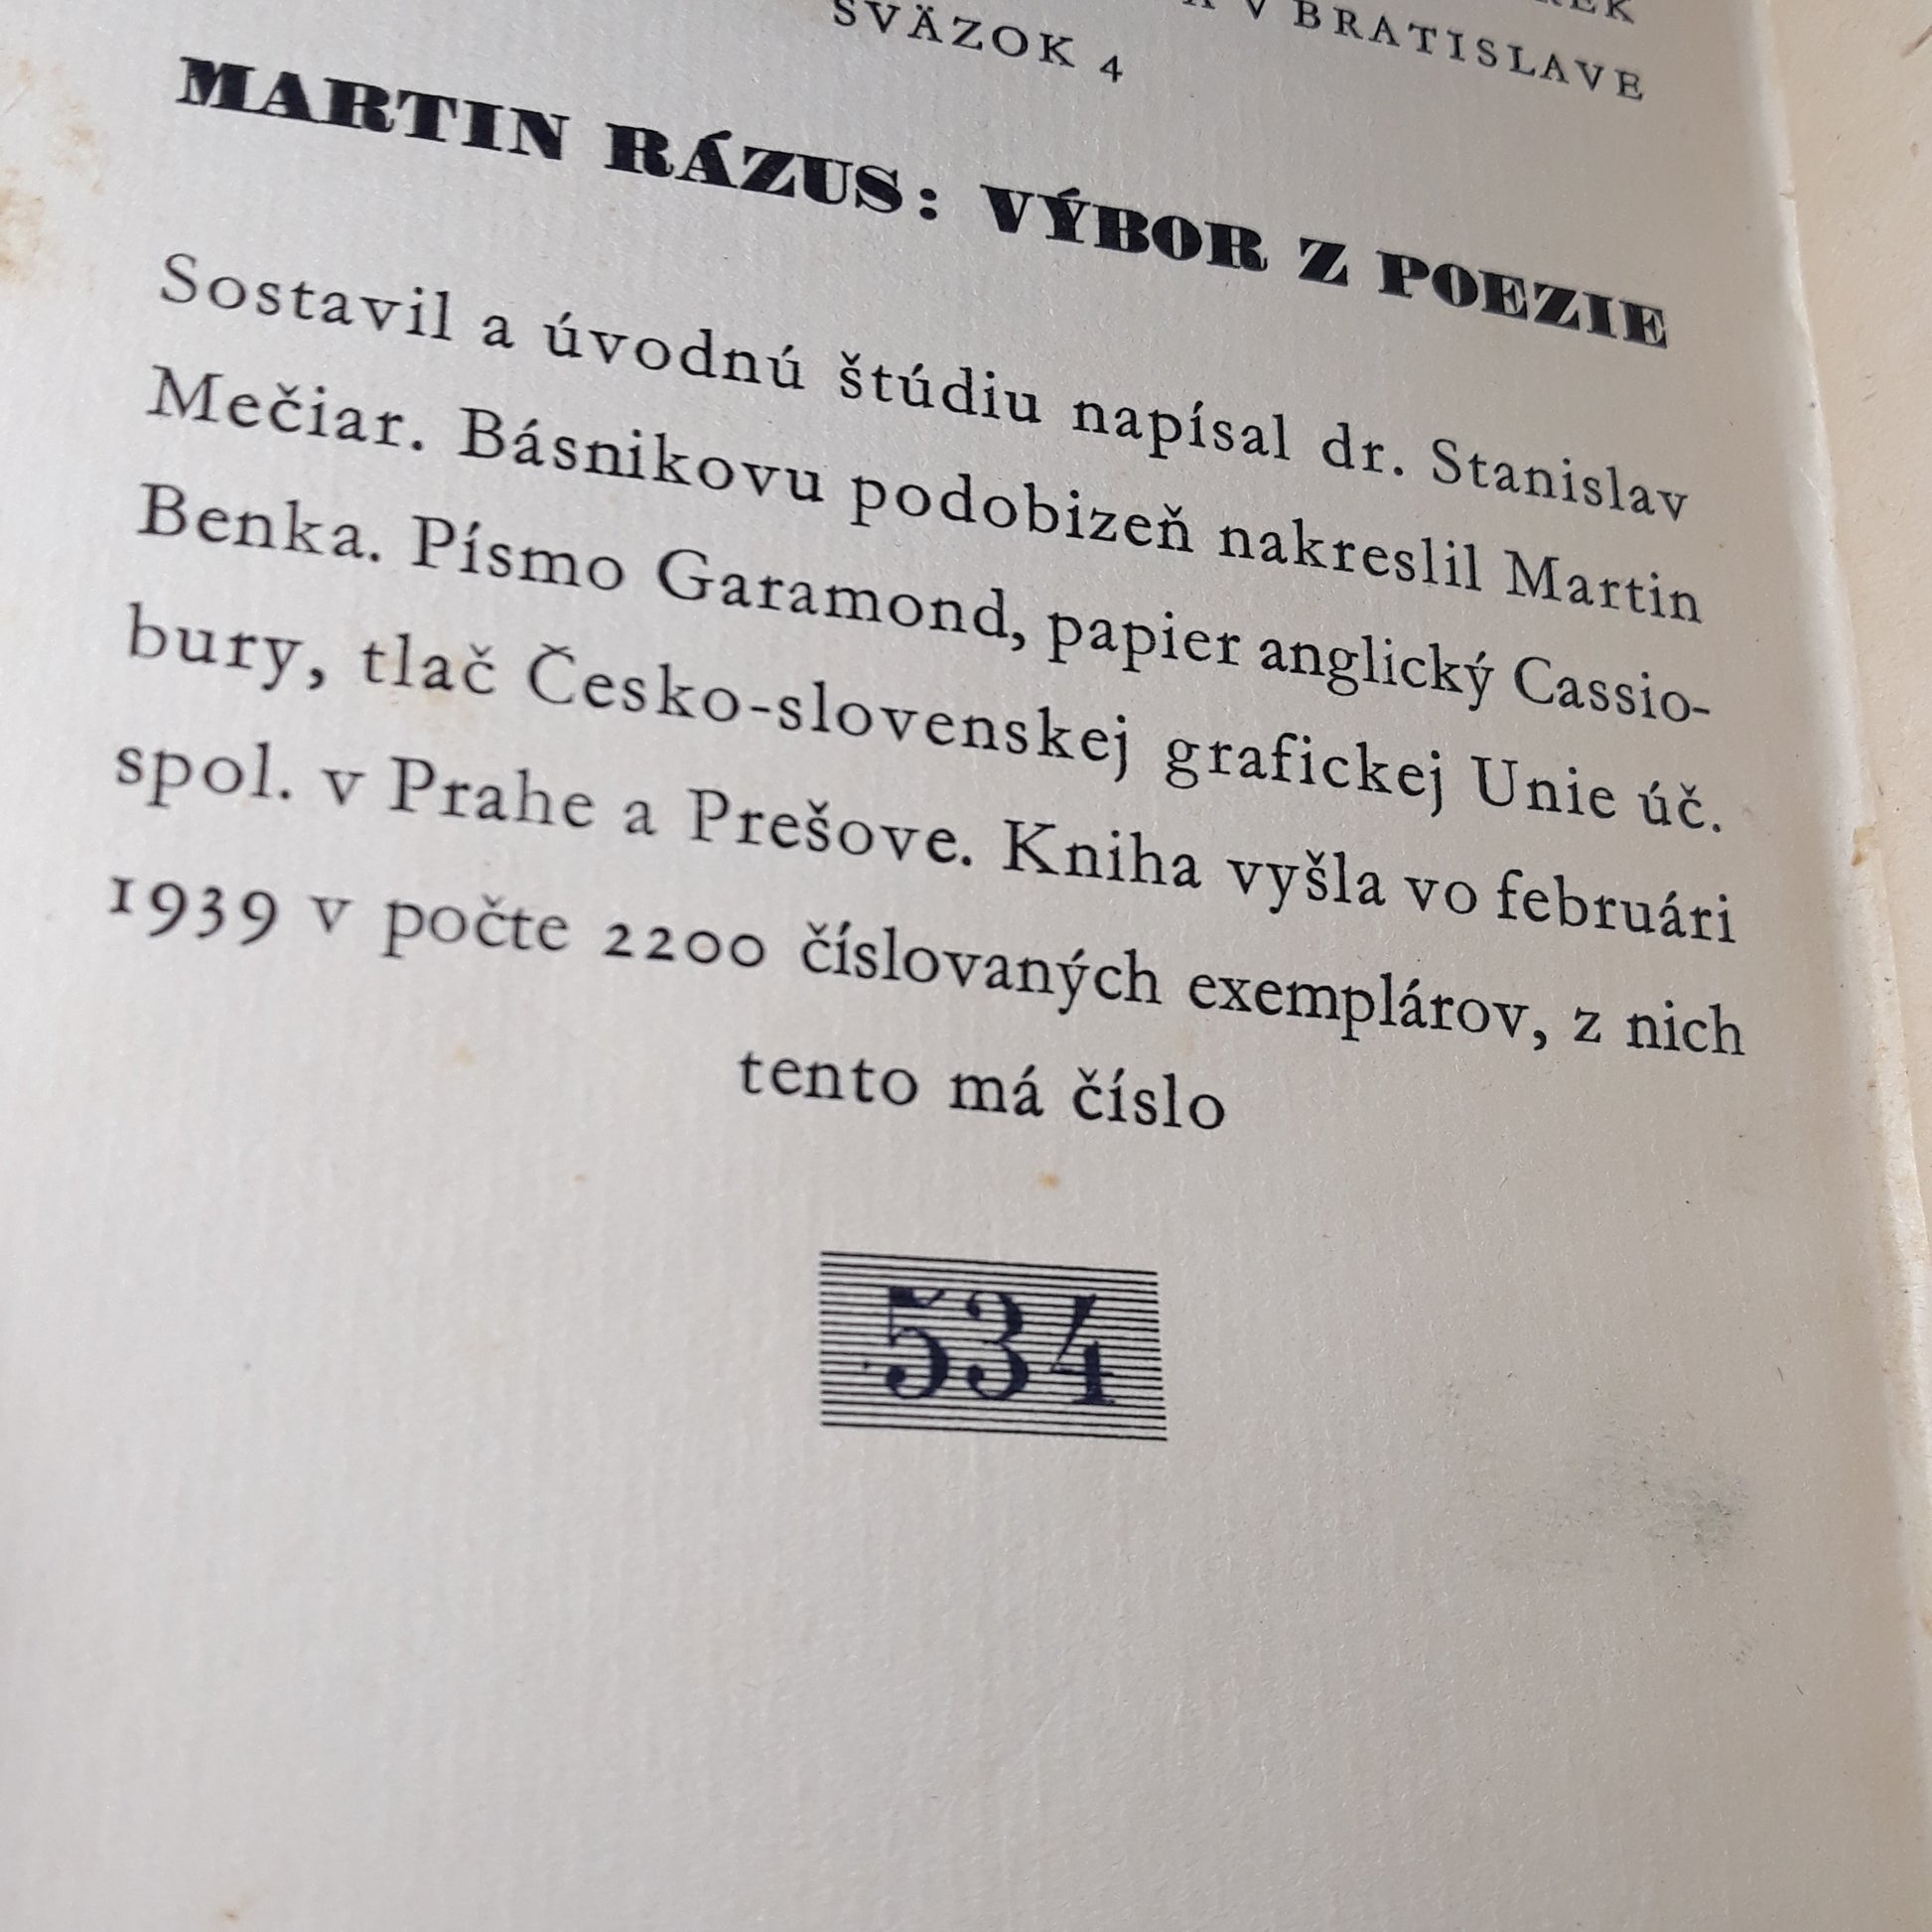 V BRATISLAVE
SVÄZOK 4
MARTIN RÁZUS: VÝBOR Z POEZIE
Sostavil a úvodnú štúdiu napísal dr. Stanislav
Mečiar. Básnikovu podobizeň nakreslil Martin
Benka. Písmo Garamond, papier anglický Cassio-
bury, tlač Česko-slovenskej grafickej Unie úč.
spol. v Prahe a Prešove. Kniha vyšla vo februári
1939 v počte 2200 číslovaných exemplárov, z nich
tento má číslo
534